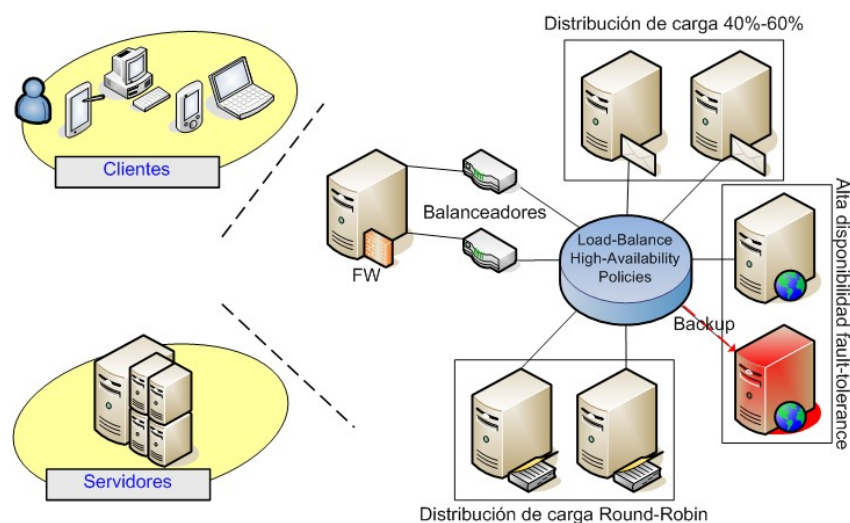 Distribución de carga 40%-60%
Clientes
Balanceadores
FW
Load-Balance
High-Availability
Policies
Alta disponibilidad fault-tolerance
Backup
Servidores
Distribución de carga Round-Robin